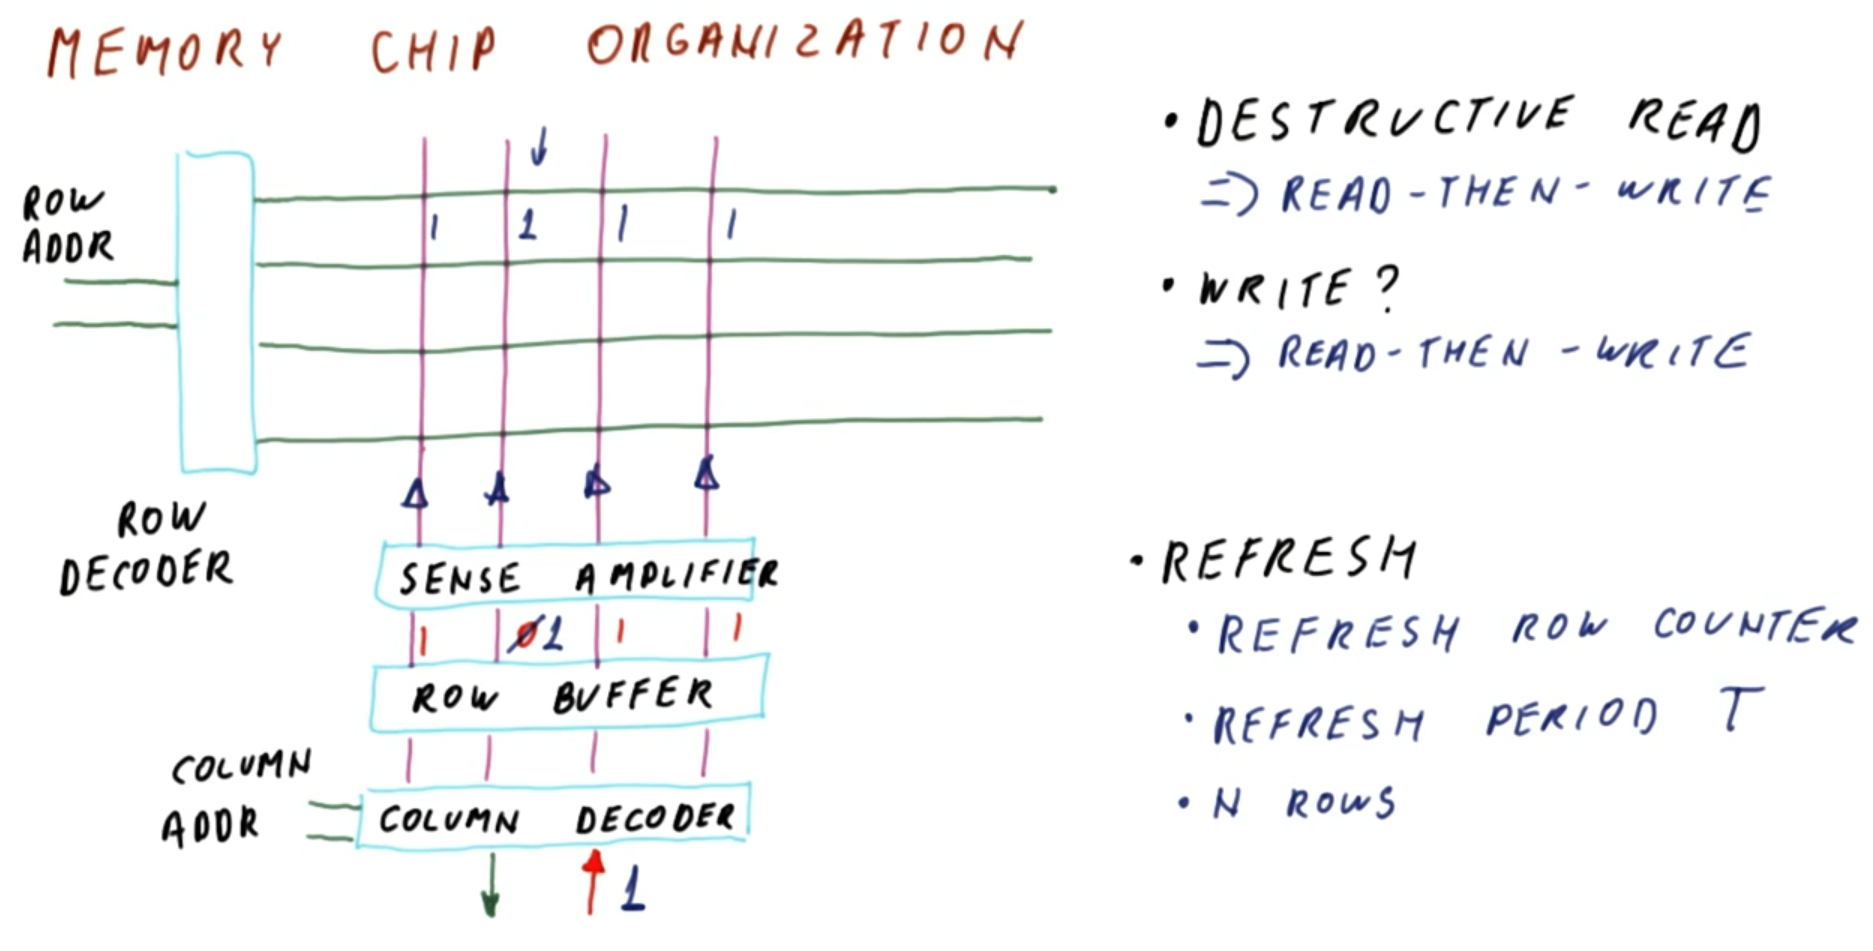 MEMORY CHIP ORGANIZATION
ROW
ADDR
1 1 1 1
ROW
DECODER
SENSE AMPLIFIER
1 0 1 1 1
ROW BUFFER
COLUMN
ADDR
COLUMN DECODER
1
• DESTRUCTIVE READ
=> READ-THEN-WRITE
• WRITE?
=> READ-THEN-WRITE
• REFRESH
• REFRESH ROW COUNTER
• REFRESH PERIOD T
• N ROWS